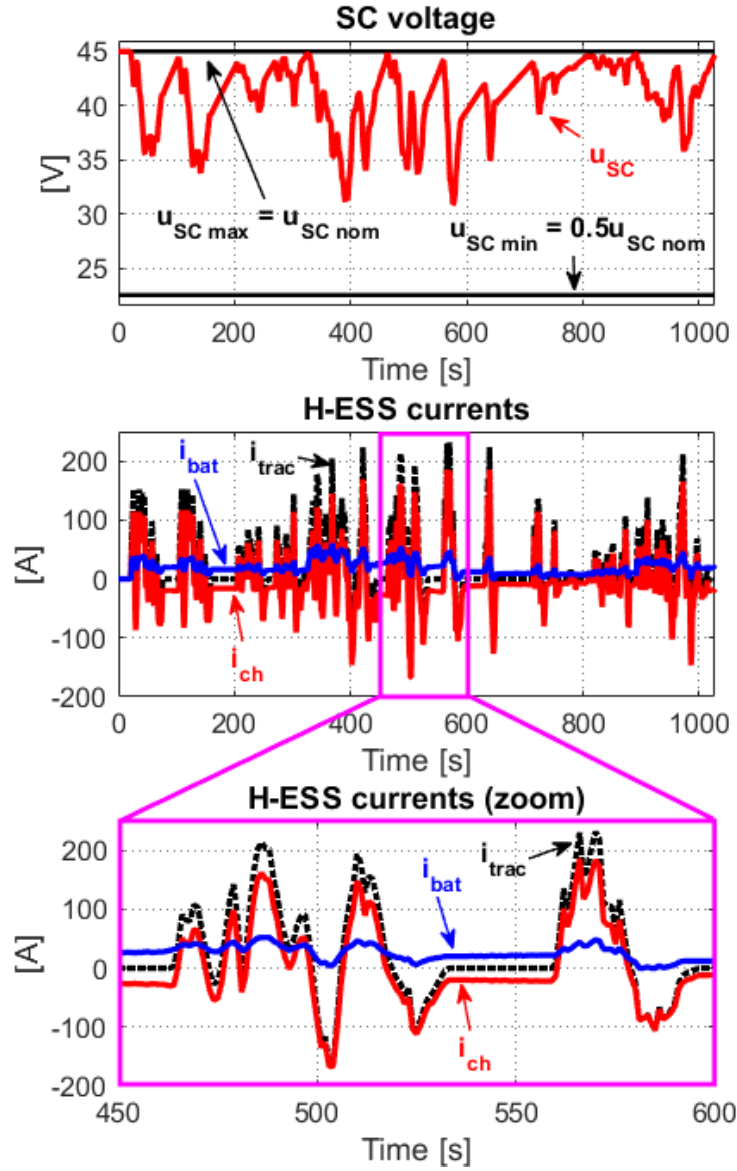 SC voltage
45
40
35
30
25
[V]
u_SC
u_SC max = u_SC nom
u_SC min = 0.5u_SC nom
0 200 400 600 800 1000
Time [s]
H-ESS currents
200
100
0
-100
-200
[A]
i_bat
i_trac
i_ch
0 200 400 600 800 1000
Time [s]
H-ESS currents (zoom)
200
100
0
-100
-200
[A]
i_bat
i_trac
i_ch
450 500 550 600
Time [s]